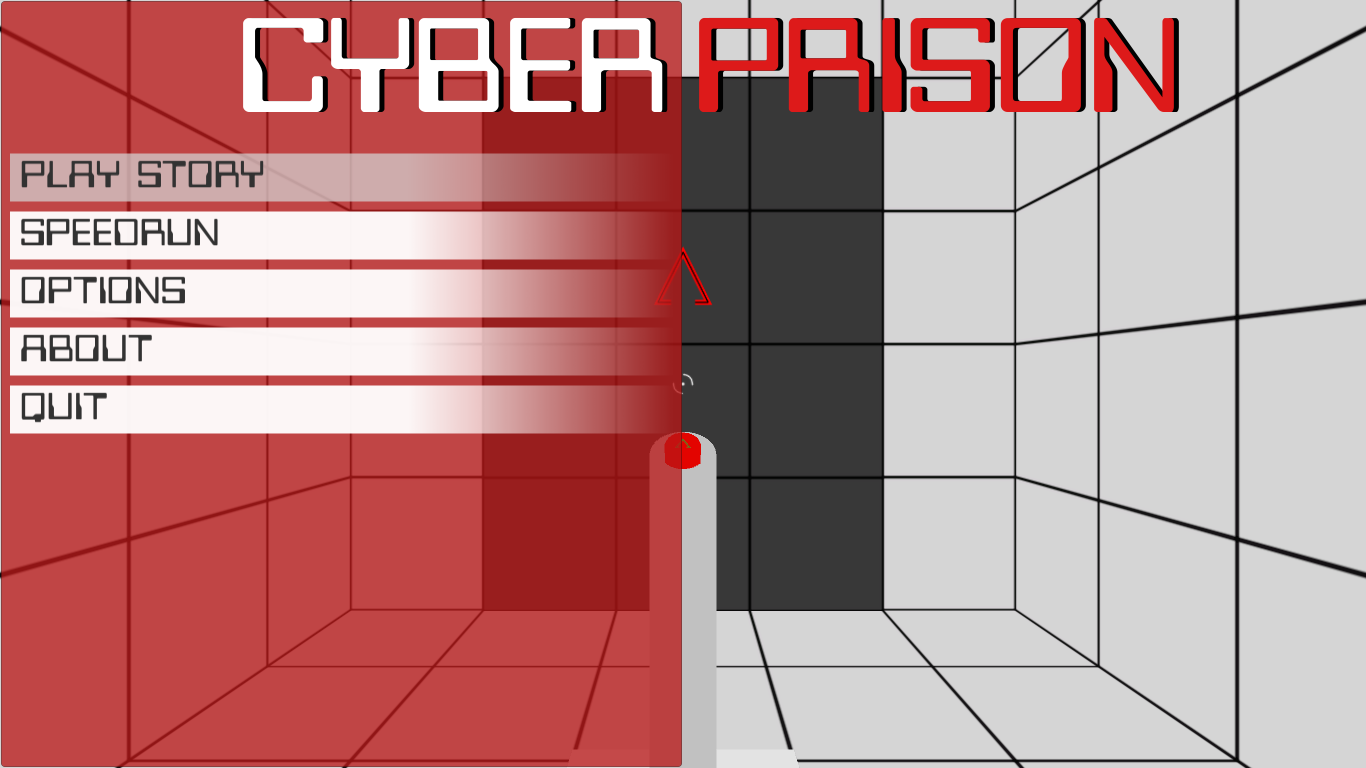 CYBER PRISON
PLAY STORY
SPEEDRUN
OPTIONS
ABOUT
QUIT